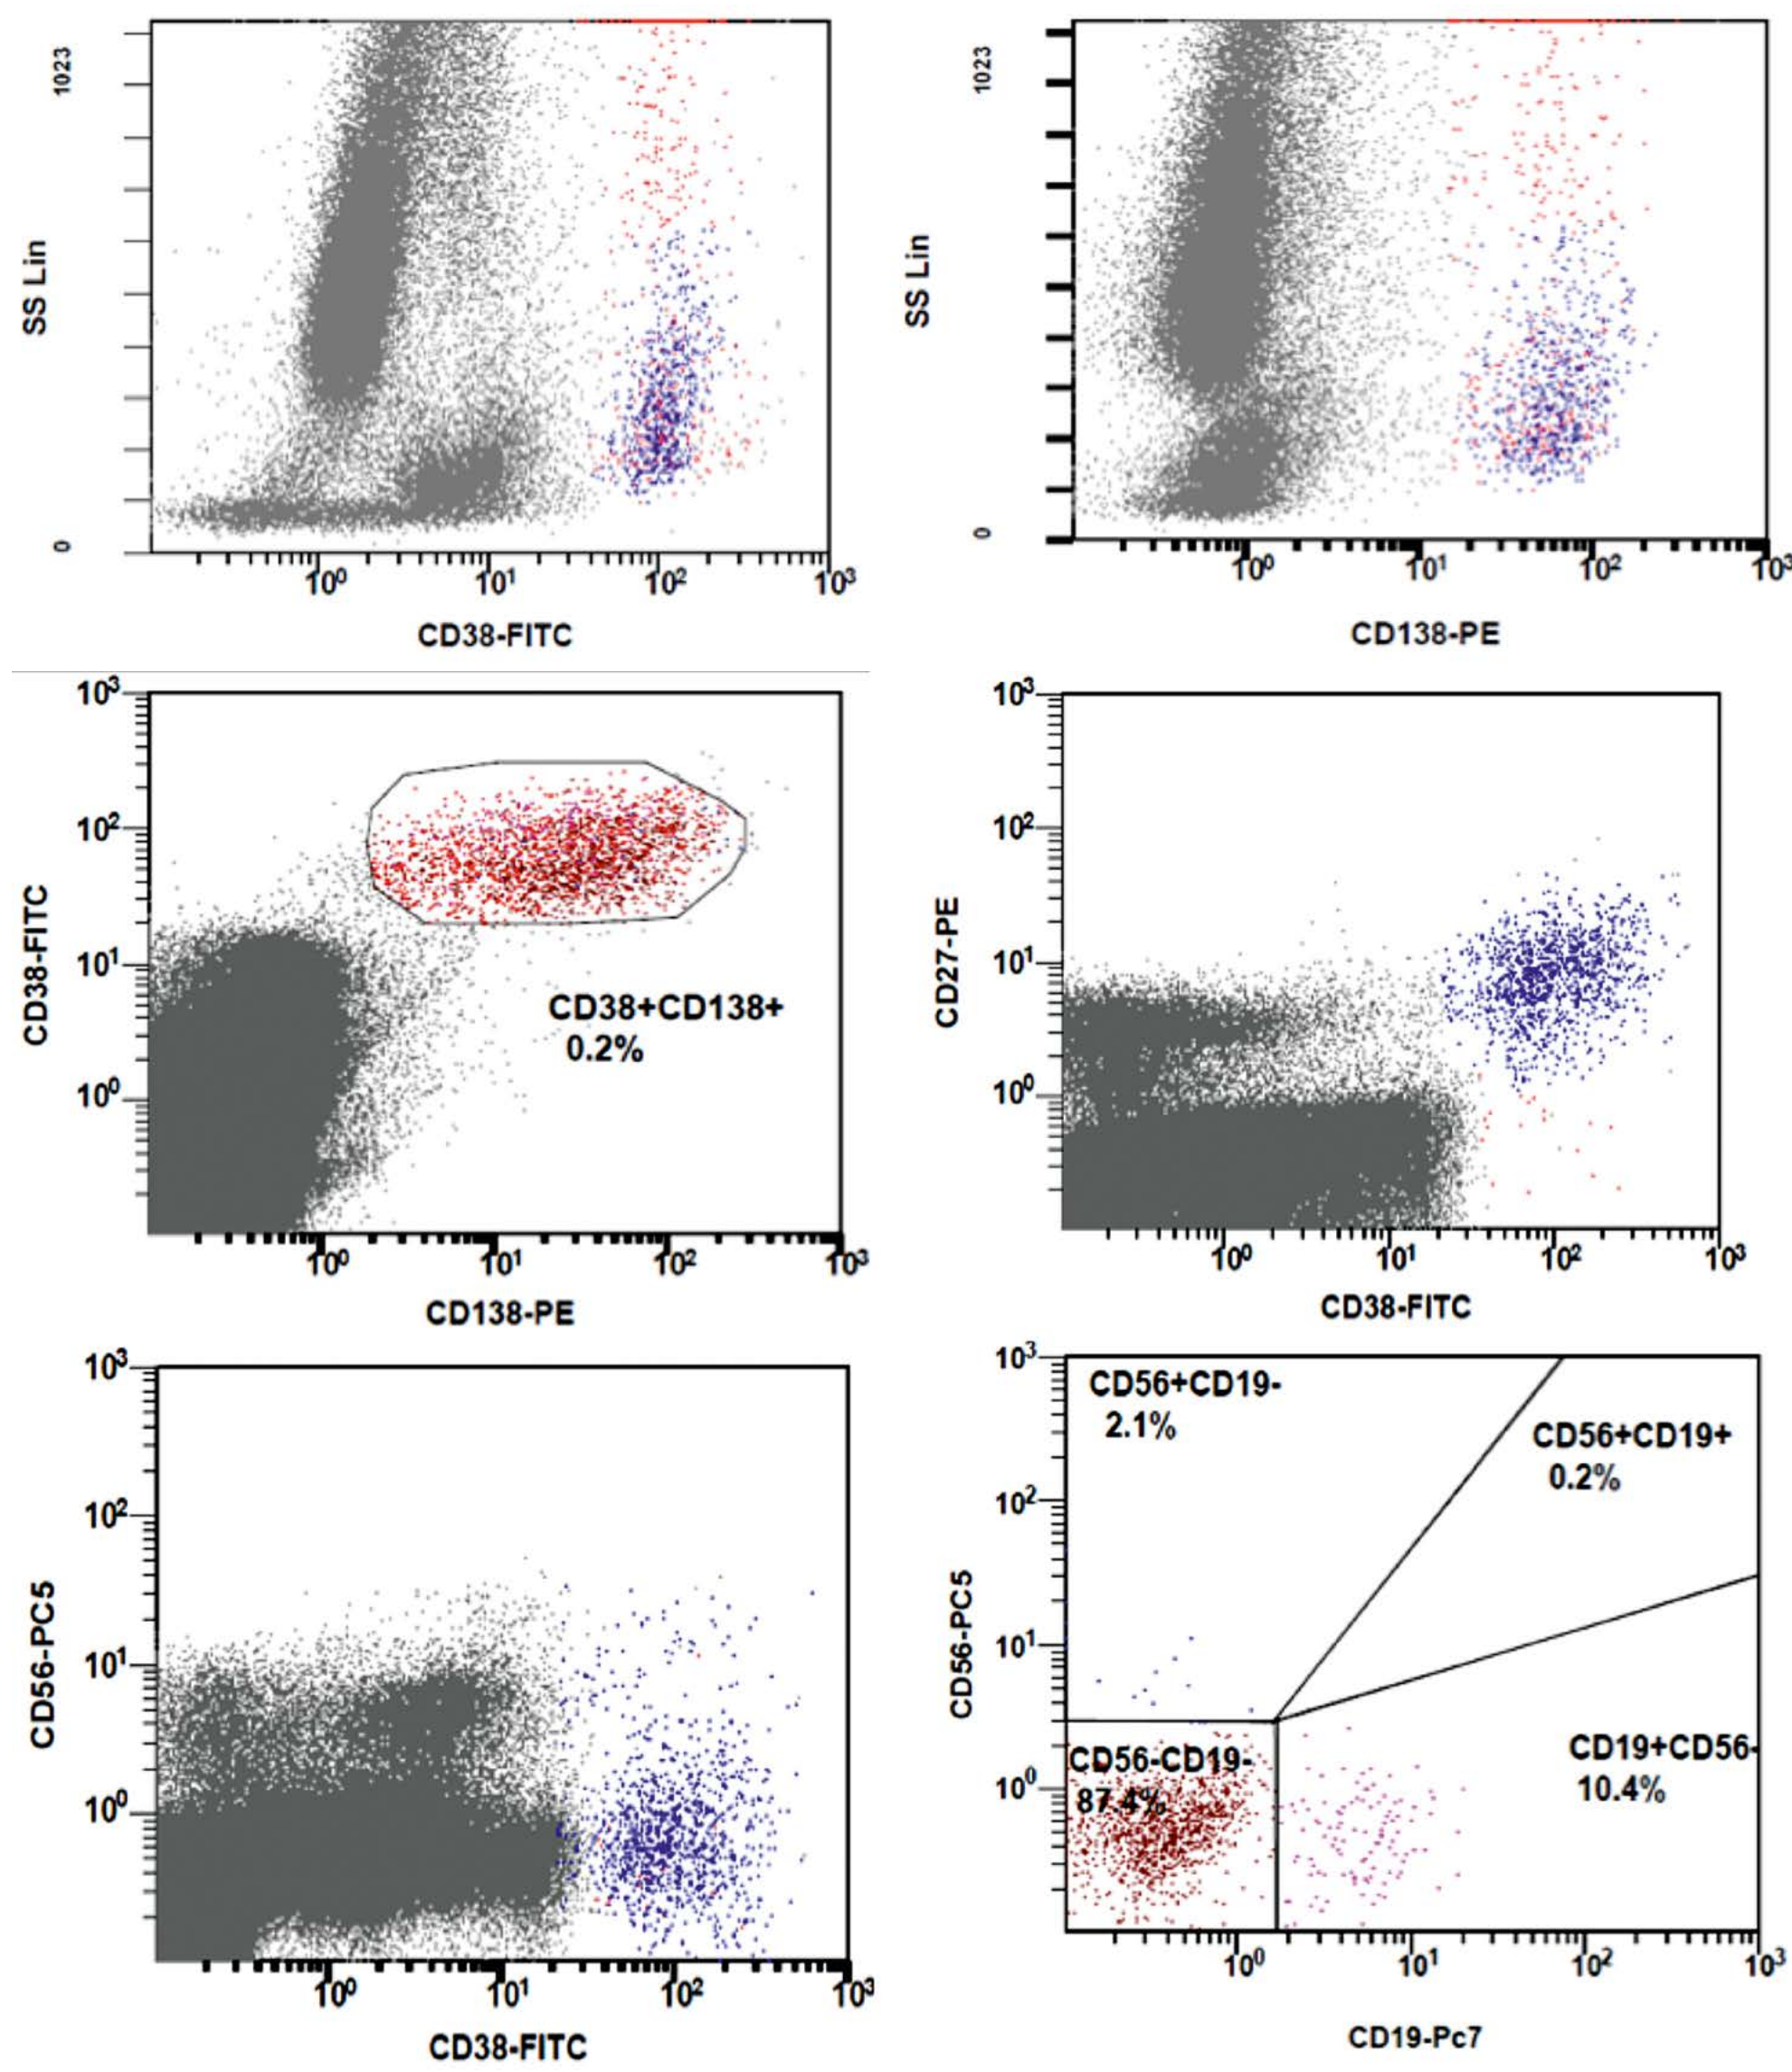 1023
SS Lin
0
10⁰ 10¹ 10² 10³
CD38-FITC
1023
SS Lin
0
10⁰ 10¹ 10² 10³
CD138-PE
10³
10²
10¹
10⁰
CD38-FITC
CD38+CD138+
0.2%
10⁰ 10¹ 10² 10³
CD138-PE
10³
10²
10¹
10⁰
CD27-PE
10⁰ 10¹ 10² 10³
CD38-FITC
10³
10²
10¹
10⁰
CD56-PC5
10⁰ 10¹ 10² 10³
CD38-FITC
10³
10²
10¹
10⁰
CD56-PC5
CD56+CD19-
2.1%
CD56+CD19+
0.2%
CD56-CD19-
87.4%
CD19+CD56-
10.4%
10⁰ 10¹ 10² 10³
CD19-Pc7